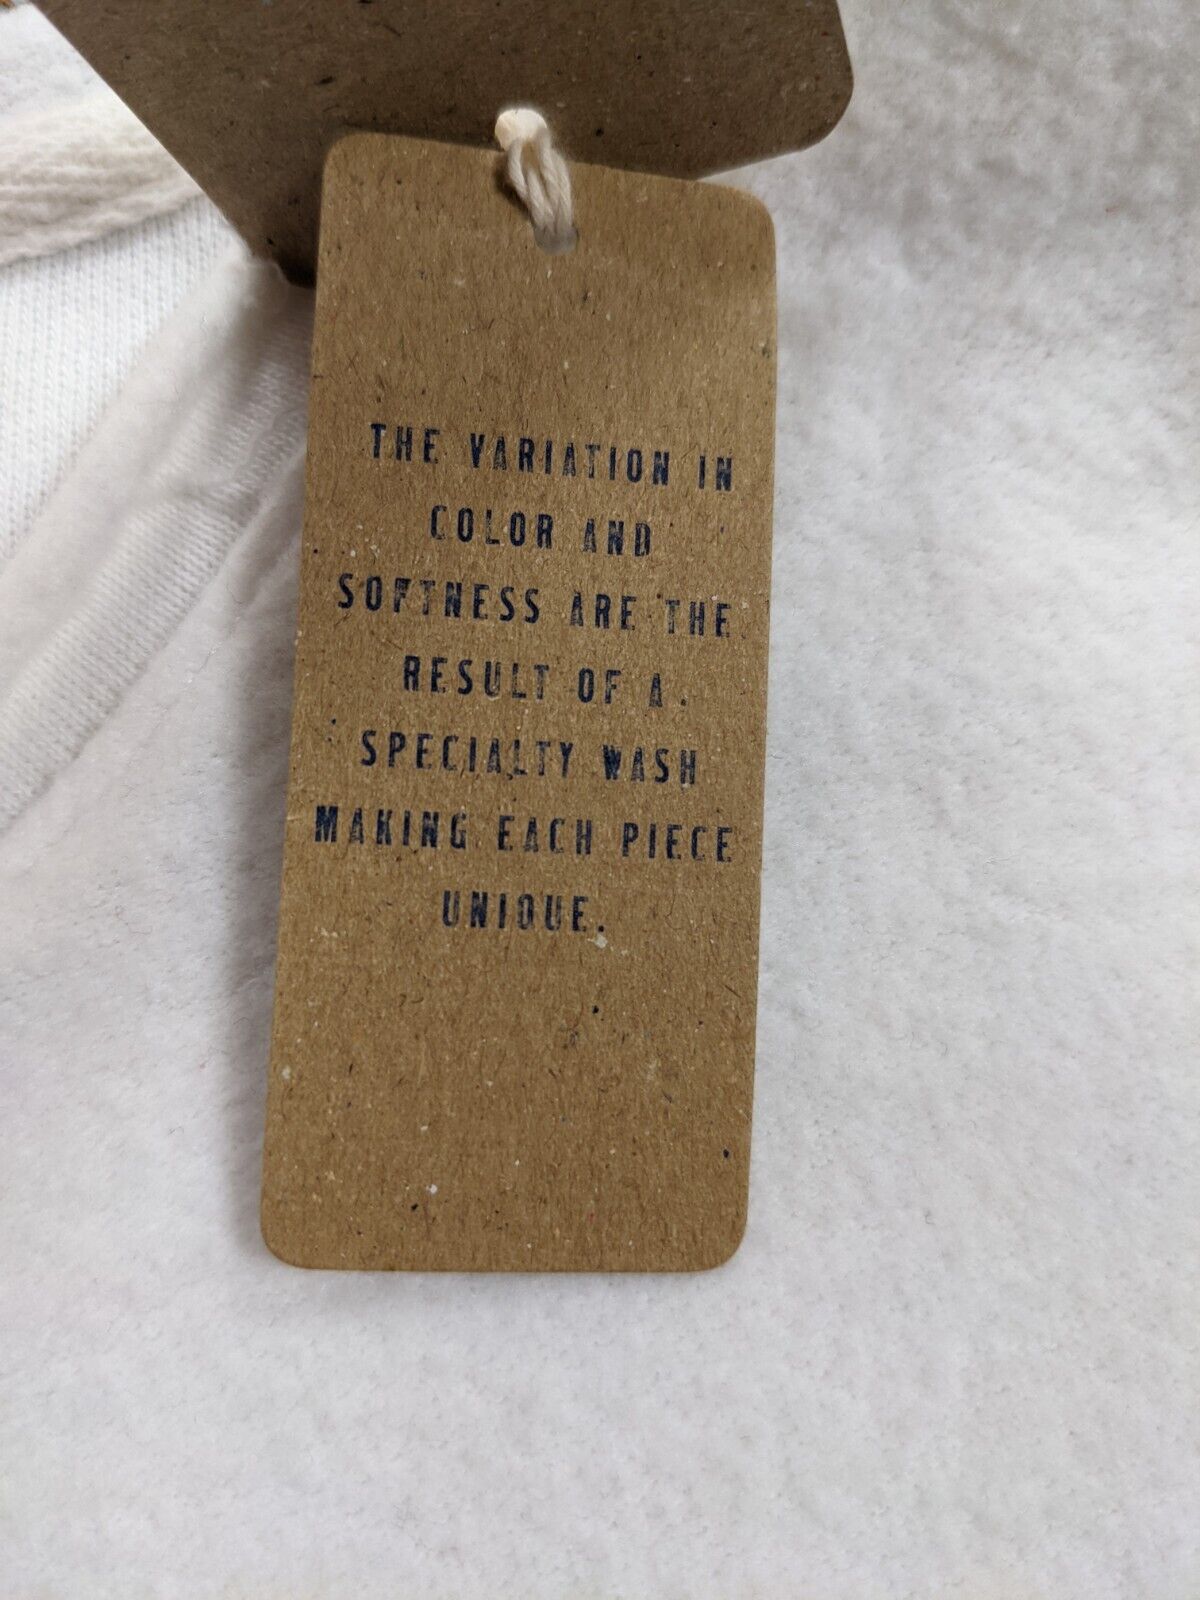 THE VARIATION IN
COLOR AND
SOFTNESS ARE THE
RESULT OF A
SPECIALTY WASH
MAKING EACH PIECE
UNIQUE.